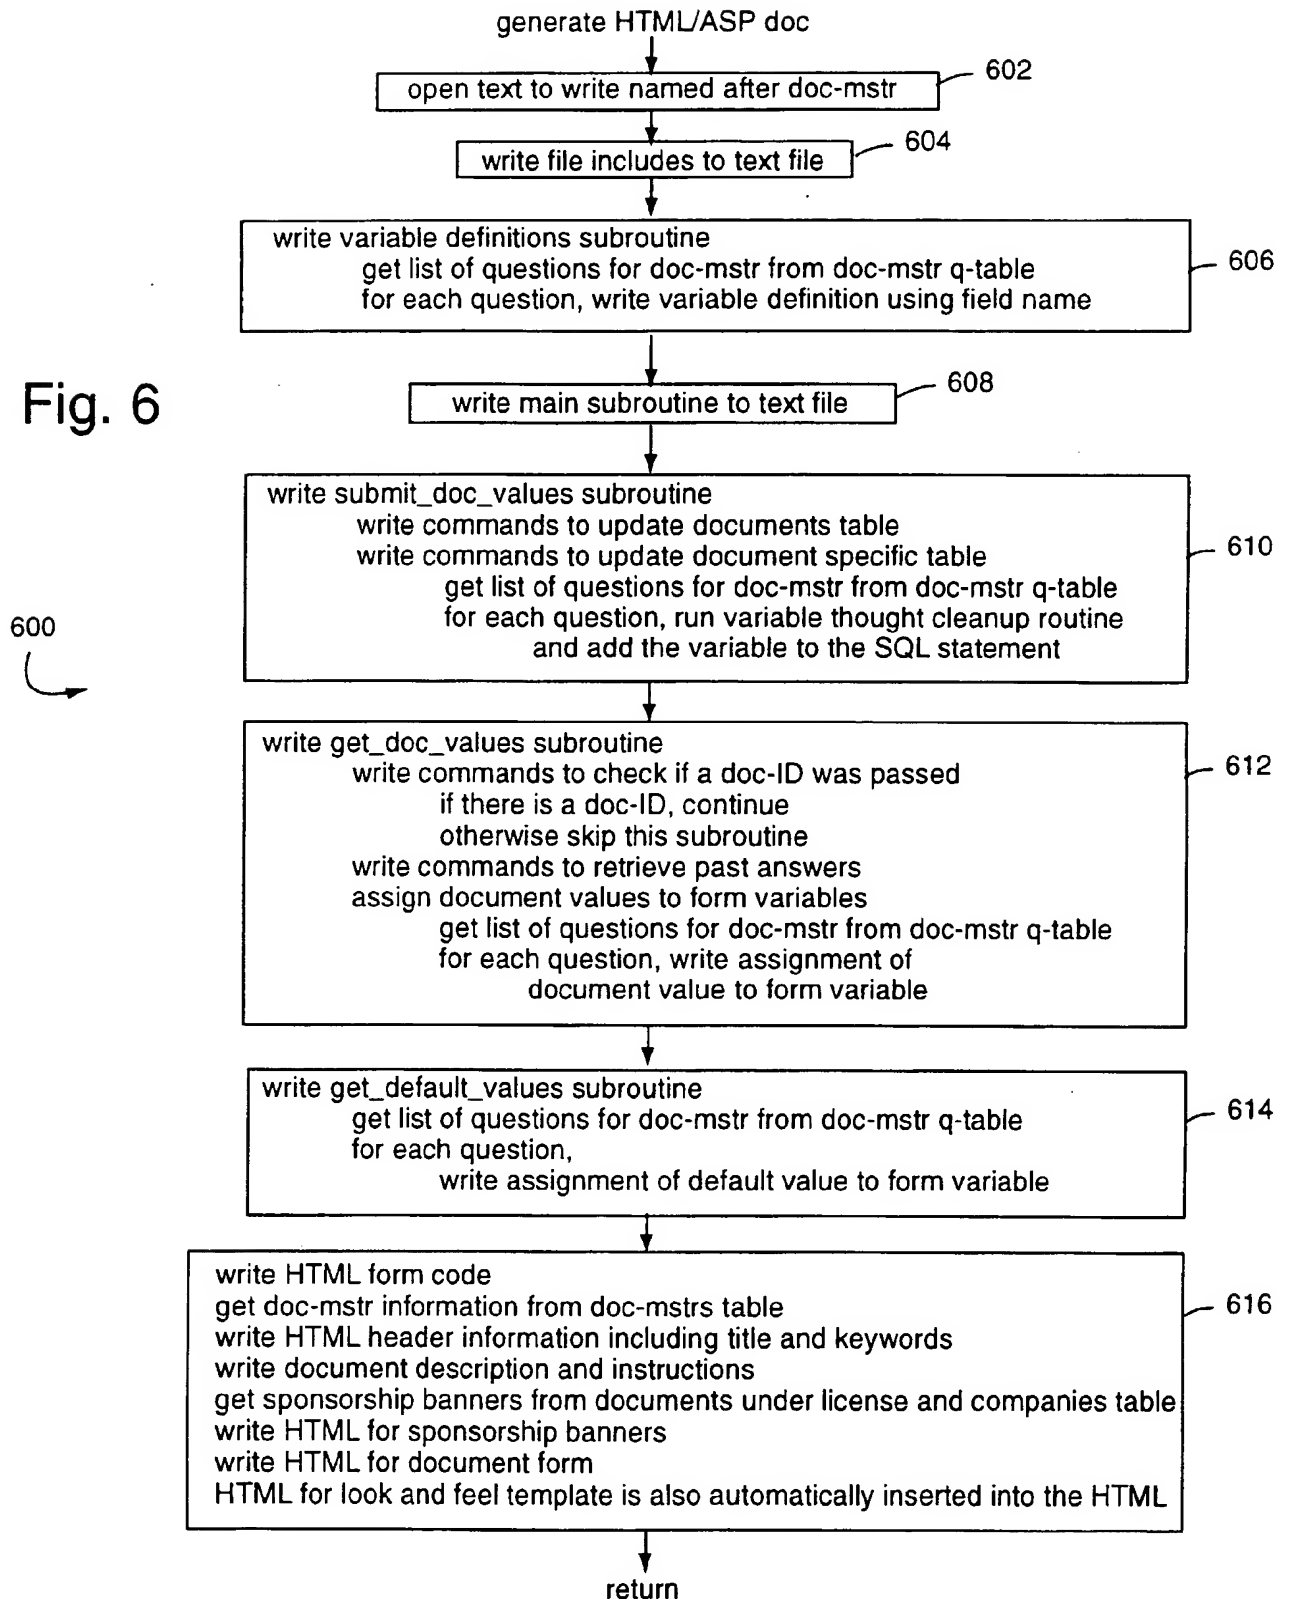 generate HTML/ASP doc
open text to write named after doc-mstr
602
write file includes to text file
604
write variable definitions subroutine
get list of questions for doc-mstr from doc-mstr q-table
for each question, write variable definition using field name
606
Fig. 6
write main subroutine to text file
608
write submit_doc_values subroutine
write commands to update documents table
write commands to update document specific table
get list of questions for doc-mstr from doc-mstr q-table
for each question, run variable thought cleanup routine
and add the variable to the SQL statement
610
600
write get_doc_values subroutine
write commands to check if a doc-ID was passed
if there is a doc-ID, continue
otherwise skip this subroutine
write commands to retrieve past answers
assign document values to form variables
get list of questions for doc-mstr from doc-mstr q-table
for each question, write assignment of
document value to form variable
612
write get_default_values subroutine
get list of questions for doc-mstr from doc-mstr q-table
for each question,
write assignment of default value to form variable
614
write HTML form code
get doc-mstr information from doc-mstrs table
write HTML header information including title and keywords
write document description and instructions
get sponsorship banners from documents under license and companies table
write HTML for sponsorship banners
write HTML for document form
HTML for look and feel template is also automatically inserted into the HTML
616
return